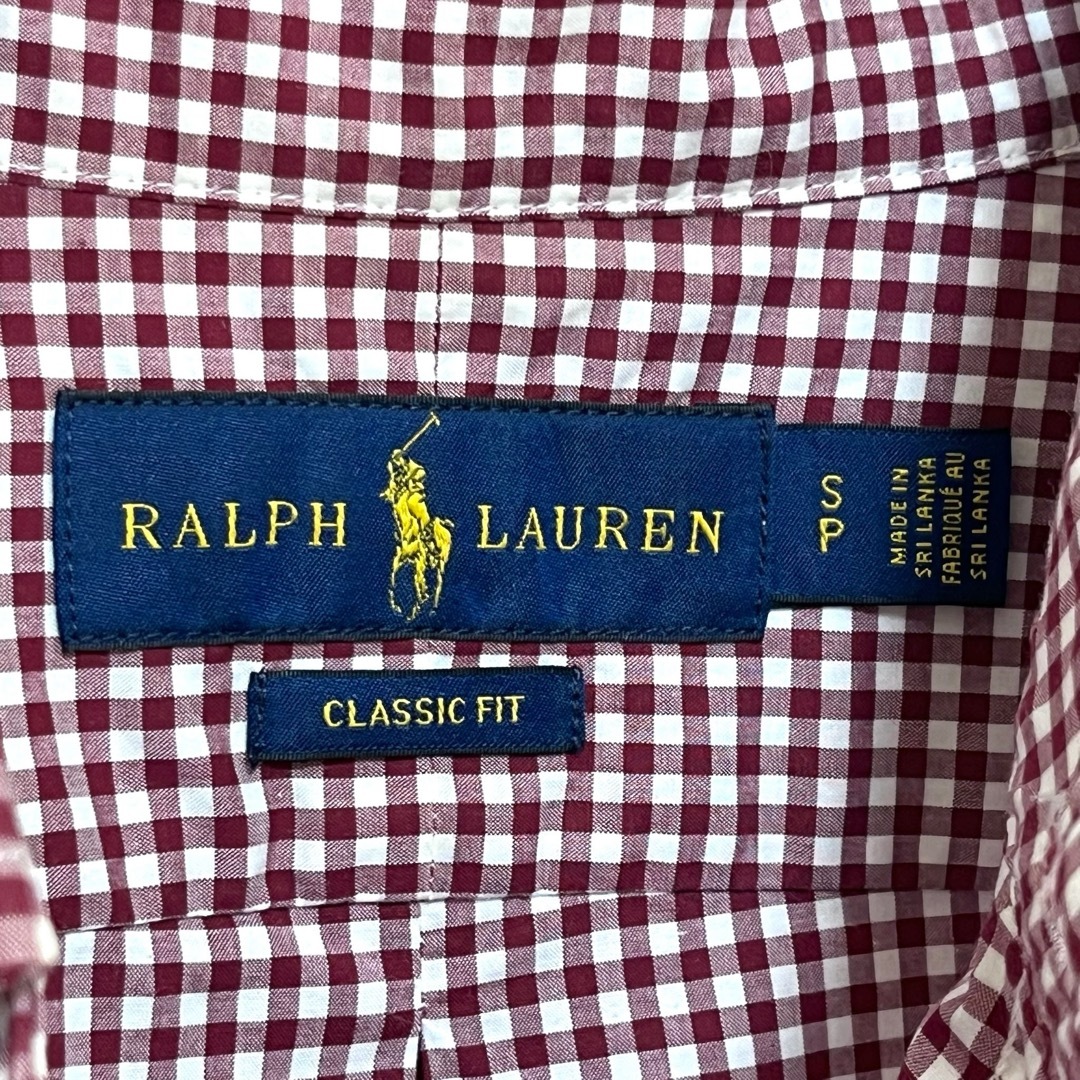 RALPH LAUREN
S
P
MADE IN
SRI LANKA
FABRIQUÉ AU
SRI LANKA
CLASSIC FIT